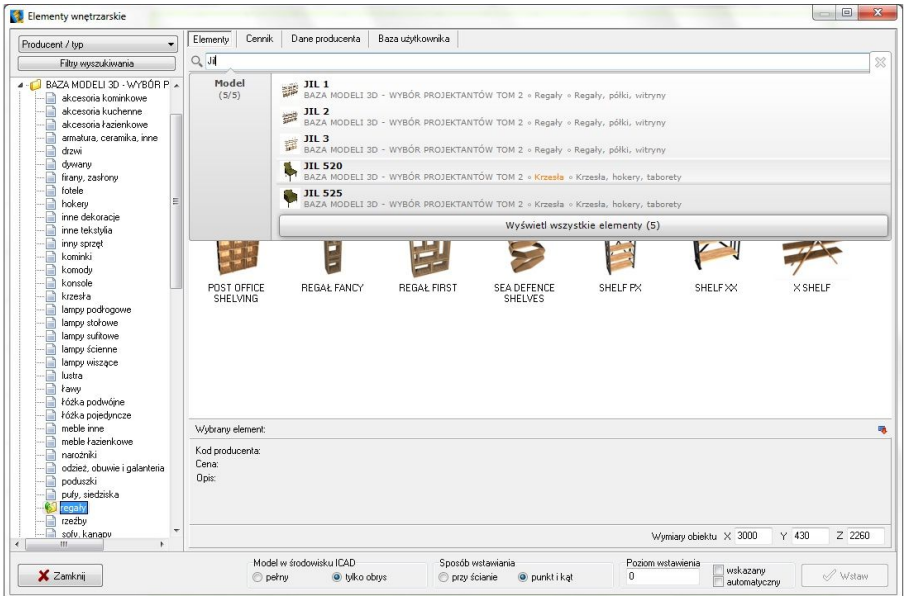 Elementy wnętrzarskie
Producent / typ
Filtry wyszukiwania
BAZA MODELI 3D - WYBÓR P
akcesoria kominkowe
akcesoria kuchenne
akcesoria łazienkowe
armatura, ceramika, inne
drzwi
dywany
firany, zasłony
fotele
hokery
inne dekoracje
inne tekstylia
inny sprzęt
kominki
komody
konsole
krzesła
lampy podłogowe
lampy stołowe
lampy sufitowe
lampy ścienne
lampy wiszące
lustra
ławy
łóżka podwójne
łóżka pojedyncze
meble inne
meble łazienkowe
narożniki
odzież, obuwie i galanteria
poduszki
pufy, siedziska
regały
rzeźby
sofy, kanapy
Elementy Cennik Dane producenta Baza użytkownika
Jil
Model
(5/5)
JIL 1
BAZA MODELI 3D - WYBÓR PROJEKTANTÓW TOM 2 » Regały » Regały, półki, witryny
JIL 2
BAZA MODELI 3D - WYBÓR PROJEKTANTÓW TOM 2 » Regały » Regały, półki, witryny
JIL 3
BAZA MODELI 3D - WYBÓR PROJEKTANTÓW TOM 2 » Regały » Regały, półki, witryny
JIL 520
BAZA MODELI 3D - WYBÓR PROJEKTANTÓW TOM 2 » Krzesła » Krzesła, hokery, taborety
JIL 525
BAZA MODELI 3D - WYBÓR PROJEKTANTÓW TOM 2 » Krzesła » Krzesła, hokery, taborety
Wyświetl wszystkie elementy (5)
POST OFFICE SHELVING
REGAŁ FANCY
REGAŁ FIRST
SEA DEFENCE SHELVES
SHELF PX
SHELF XX
X SHELF
Wybrany element:
Kod producenta:
Cena:
Opis:
Wymiary obiektu X 3000 Y 430 Z 2260
Zamknij
Model w środowisku ICAD
pełny tylko obrys
Sposób wstawiania
przy ścianie punkt i kąt
Poziom wstawienia
0
wskazany
automatyczny
Wstaw